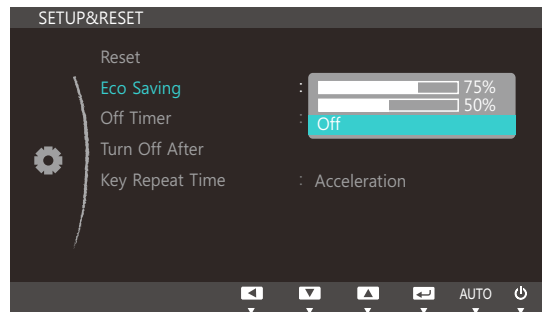 SETUP&RESET
Reset
Eco Saving : 75%
50%
Off Timer : Off
Turn Off After
Key Repeat Time : Acceleration
AUTO